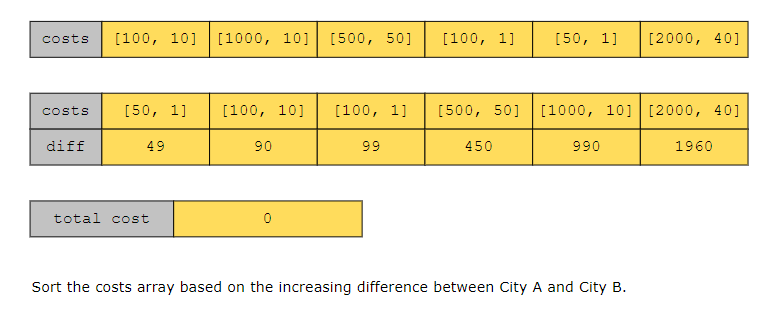 costs [100, 10] [1000, 10] [500, 50] [100, 1] [50, 1] [2000, 40]
costs [50, 1] [100, 10] [100, 1] [500, 50] [1000, 10] [2000, 40]
diff 49 90 99 450 990 1960
total cost 0
Sort the costs array based on the increasing difference between City A and City B.